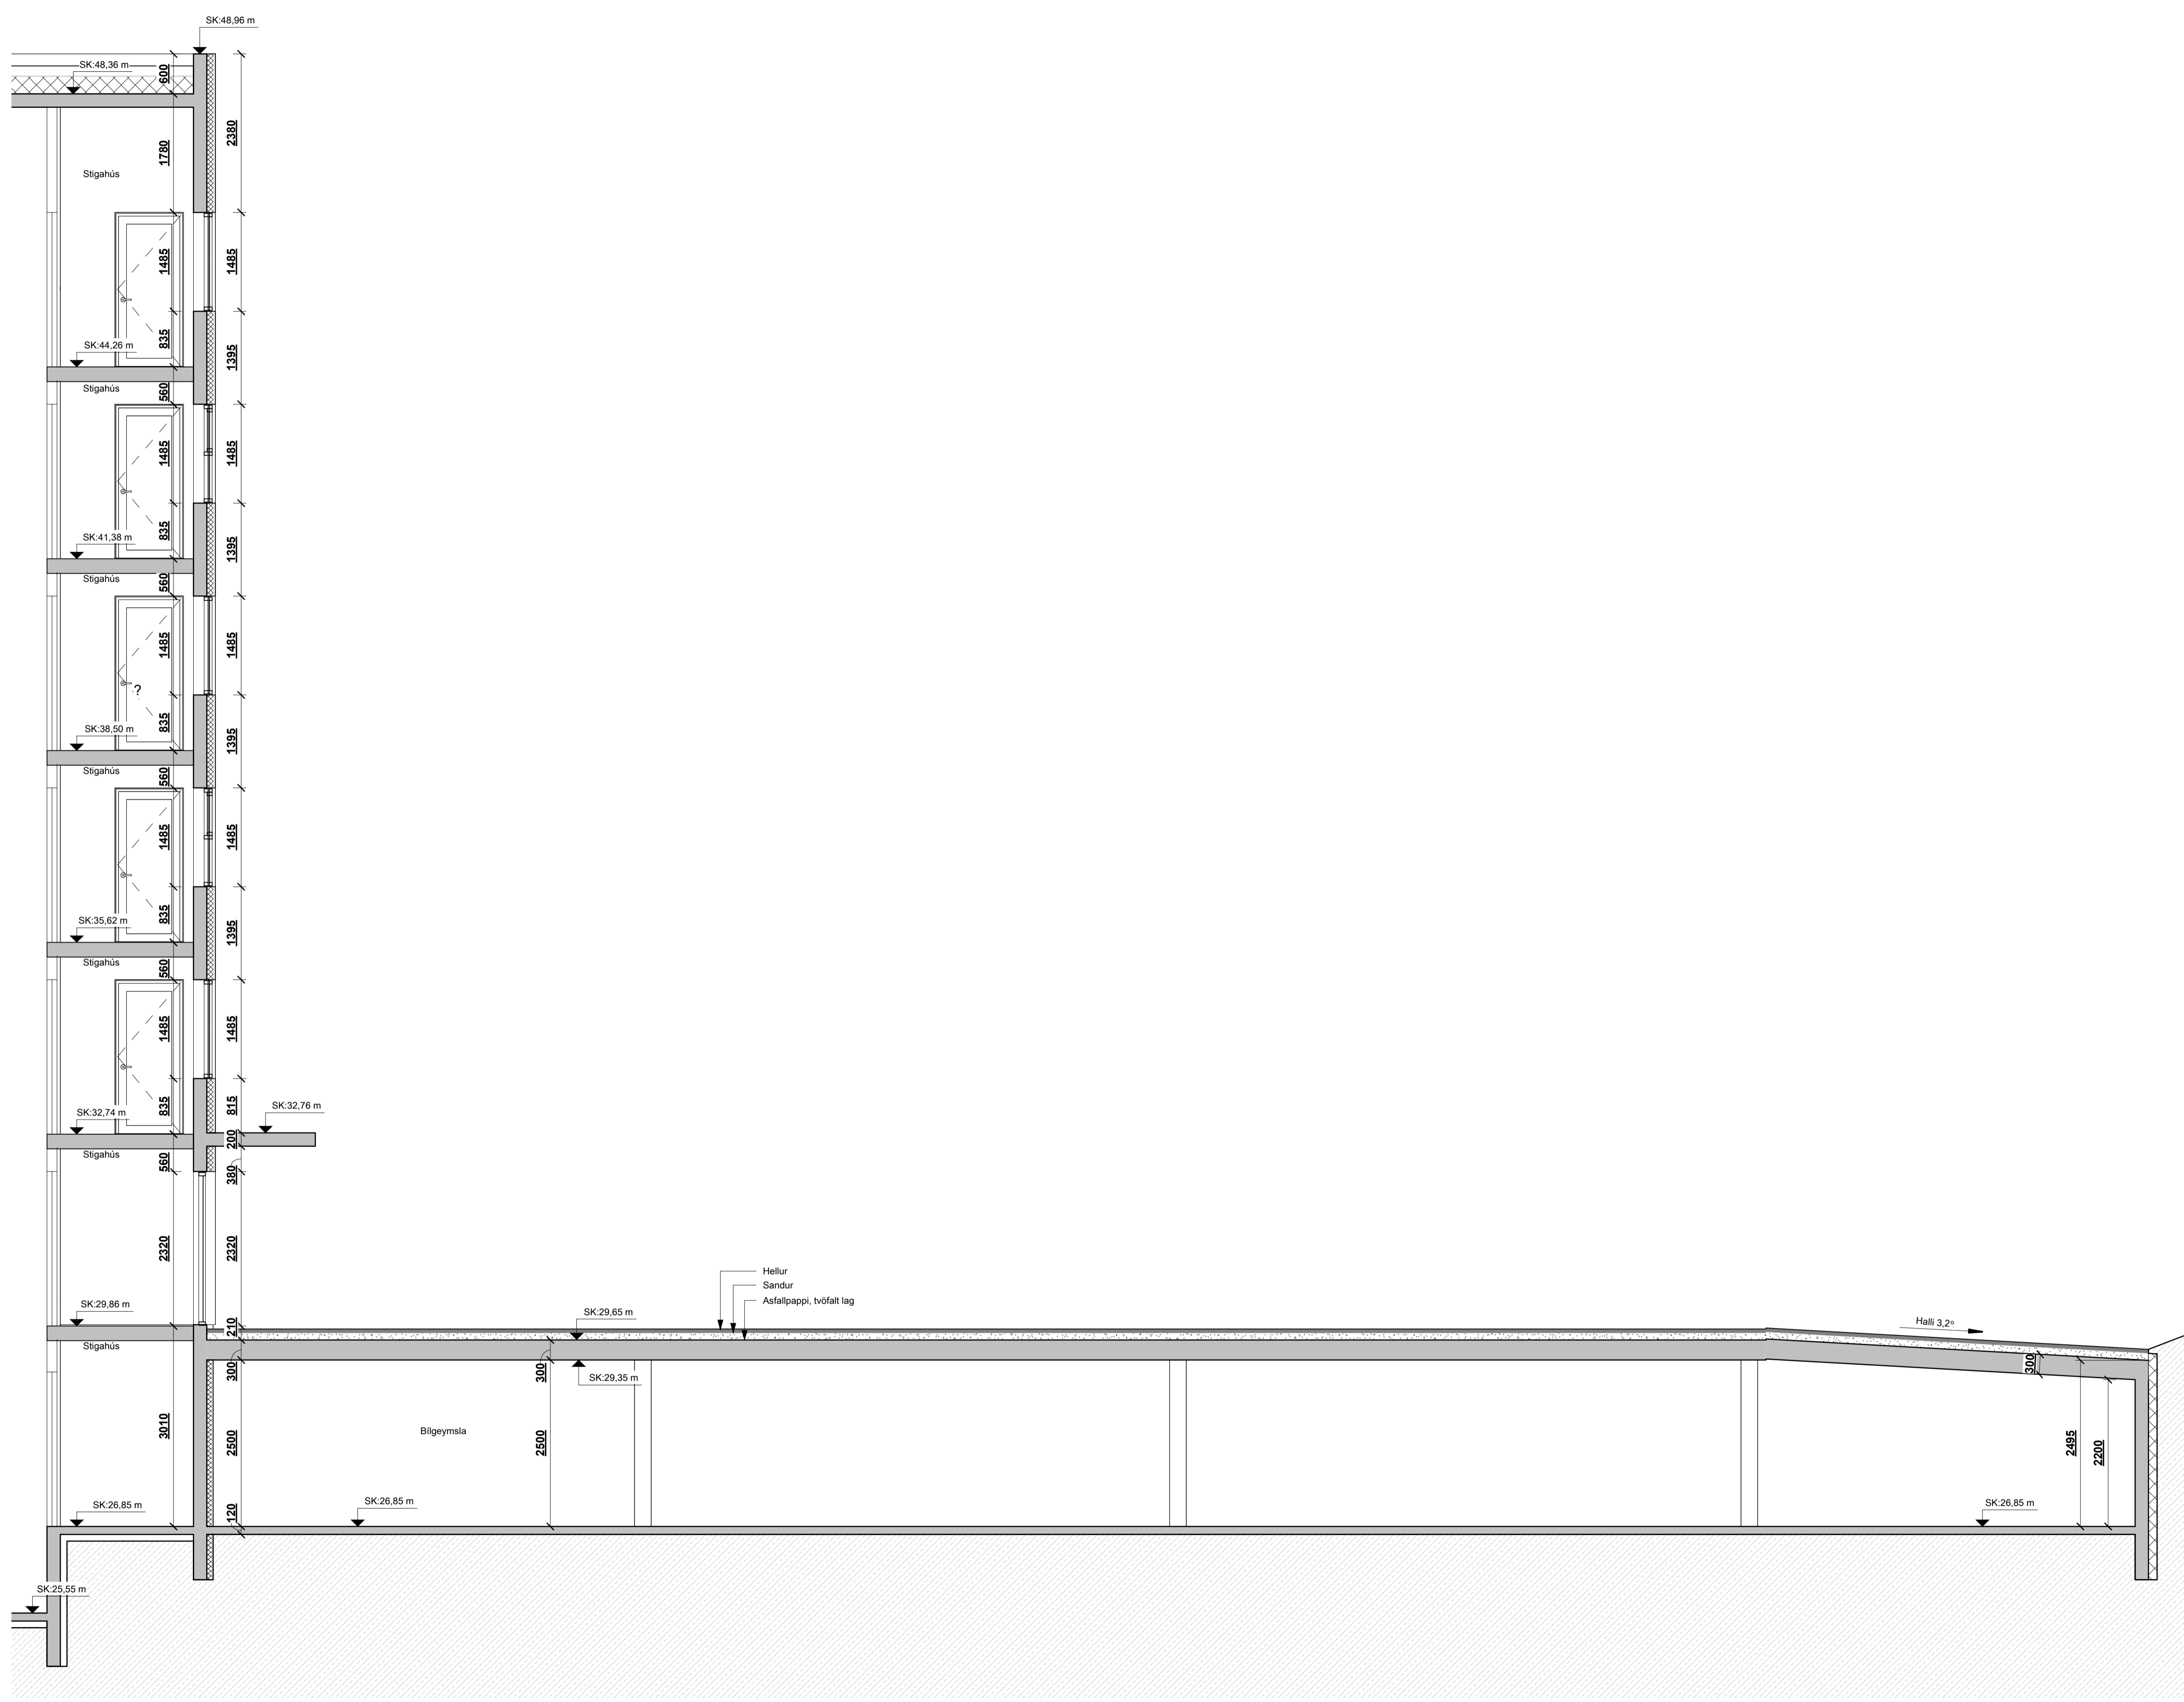 SK:48,96 m
SK:48,36 m
600
2380
1780
Stigahús
1485
1485
835
SK:44,26 m
1395
Stigahús
560
1485
1485
835
SK:41,38 m
1395
Stigahús
560
1485
1485
?
835
SK:38,50 m
1395
Stigahús
560
1485
1485
835
SK:35,62 m
1395
Stigahús
560
1485
1485
835
815
SK:32,74 m
SK:32,76 m
200
Stigahús
560
380
2320
2320
Hellur
Sandur
Asfallpappi, tvöfalt lag
SK:29,86 m
SK:29,65 m
210
Halli 3,2°
Stigahús
300
300
SK:29,35 m
300
3010
Bílgeymsla
2500
2500
2495
2200
SK:26,85 m
120
SK:26,85 m
SK:26,85 m
SK:25,55 m